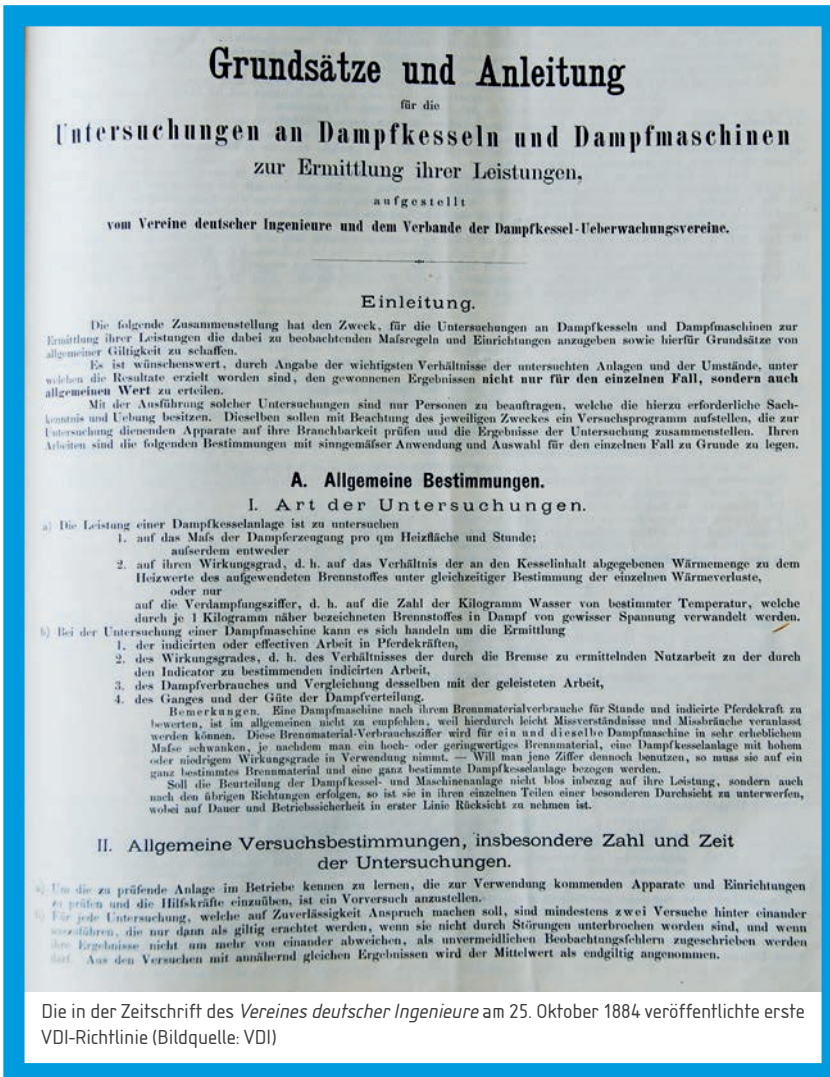 Grundsätze und Anleitung
für die
Untersuchungen an Dampfkesseln und Dampfmaschinen
zur Ermittlung ihrer Leistungen,
aufgestellt
vom Vereine deutscher Ingenieure und dem Verbande der Dampfkessel-Ueberwachungsvereine.
Einleitung.
Die folgende Zusammenstellung hat den Zweck, für die Untersuchungen an Dampfkesseln und Dampfmaschinen zur
Ermittlung ihrer Leistungen die dabei zu beobachtenden Mafsregeln und Einrichtungen anzugeben sowie hierfür Grundsätze von
allgemeiner Giltigkeit zu schaffen.
Es ist wünschenswert, durch Angabe der wichtigsten Verhältnisse der untersuchten Anlagen und der Umstände, unter
welchen die Resultate erzielt worden sind, den gewonnenen Ergebnissen nicht nur für den einzelnen Fall, sondern auch
allgemeinen Wert zu erteilen.
Mit der Ausführung solcher Untersuchungen sind nur Personen zu beauftragen, welche die hierzu erforderliche Sach-
kenntnis und Uebung besitzen. Dieselben sollen mit Beachtung des jeweiligen Zweckes ein Versuchsprogramm aufstellen, die zur
Untersuchung dienenden Apparate auf ihre Brauchbarkeit prüfen und die Ergebnisse der Untersuchung zusammenstellen. Ihren
Arbeiten sind die folgenden Bestimmungen mit sinngemäfser Anwendung und Auswahl für den einzelnen Fall zu Grunde zu legen.
A. Allgemeine Bestimmungen.
I. Art der Untersuchungen.
a) Die Leistung einer Dampfkesselanlage ist zu untersuchen
1. auf das Mafs der Dampferzeugung pro qm Heizfläche und Stunde;
aufserdem entweder
2. auf ihren Wirkungsgrad, d. h. auf das Verhältnis der an den Kesselinhalt abgegebenen Wärmemenge zu dem
Heizwerte des aufgewendeten Brennstoffes unter gleichzeitiger Bestimmung der einzelnen Wärmeverluste,
oder nur
auf die Verdampfungsziffer, d. h. auf die Zahl der Kilogramm Wasser von bestimmter Temperatur, welche
durch je 1 Kilogramm näher bezeichneten Brennstoffes in Dampf von gewisser Spannung verwandelt werden.
b) Bei der Untersuchung einer Dampfmaschine kann es sich handeln um die Ermittlung
1. der indicirten oder effectiven Arbeit in Pferdekräften,
2. des Wirkungsgrades, d. h. des Verhältnisses der durch die Bremse zu ermittelnden Nutzarbeit zu der durch
den Indicator zu bestimmenden indicirten Arbeit,
3. des Dampfverbrauches und Vergleichung desselben mit der geleisteten Arbeit,
4. des Ganges und der Güte der Dampfverteilung.
Bemerkungen. Eine Dampfmaschine nach ihrem Brennmaterialverbrauche für Stunde und indicirte Pferdekraft zu
bewerten, ist im allgemeinen nicht zu empfehlen, weil hierdurch leicht Missverständnisse und Missbräuche veranlasst
werden können. Diese Brennmaterial-Verbrauchsziffer wird für ein und dieselbe Dampfmaschine in sehr erheblichem
Mafse schwanken, je nachdem man ein hoch- oder geringwertiges Brennmaterial, eine Dampfkesselanlage mit hohem
oder niedrigem Wirkungsgrade in Verwendung nimmt. — Will man jene Ziffer dennoch benutzen, so muss sie auf ein
ganz bestimmtes Brennmaterial und eine ganz bestimmte Dampfkesselanlage bezogen werden.
Soll die Beurteilung der Dampfkessel- und Maschinenanlage nicht blos inbezug auf ihre Leistung, sondern auch
nach den übrigen Richtungen erfolgen, so ist sie in ihren einzelnen Teilen einer besonderen Durchsicht zu unterwerfen,
wobei auf Dauer und Betriebssicherheit in erster Linie Rücksicht zu nehmen ist.
II. Allgemeine Versuchsbestimmungen, insbesondere Zahl und Zeit
der Untersuchungen.
a) Um die zu prüfende Anlage im Betriebe kennen zu lernen, die zur Verwendung kommenden Apparate und Einrichtungen
zu prüfen und die Hilfskräfte einzuüben, ist ein Vorversuch anzustellen.
b) Für jede Untersuchung, welche auf Zuverlässigkeit Anspruch machen soll, sind mindestens zwei Versuche hinter einander
auszuführen, die nur dann als giltig erachtet werden, wenn sie nicht durch Störungen unterbrochen worden sind, und wenn
ihre Ergebnisse nicht um mehr von einander abweichen, als unvermeidlichen Beobachtungsfehlern zugeschrieben werden
darf. Aus den Versuchen mit annähernd gleichen Ergebnissen wird der Mittelwert als endgiltig angenommen.
Die in der Zeitschrift des Vereines deutscher Ingenieure am 25. Oktober 1884 veröffentlichte erste
VDI-Richtlinie (Bildquelle: VDI)